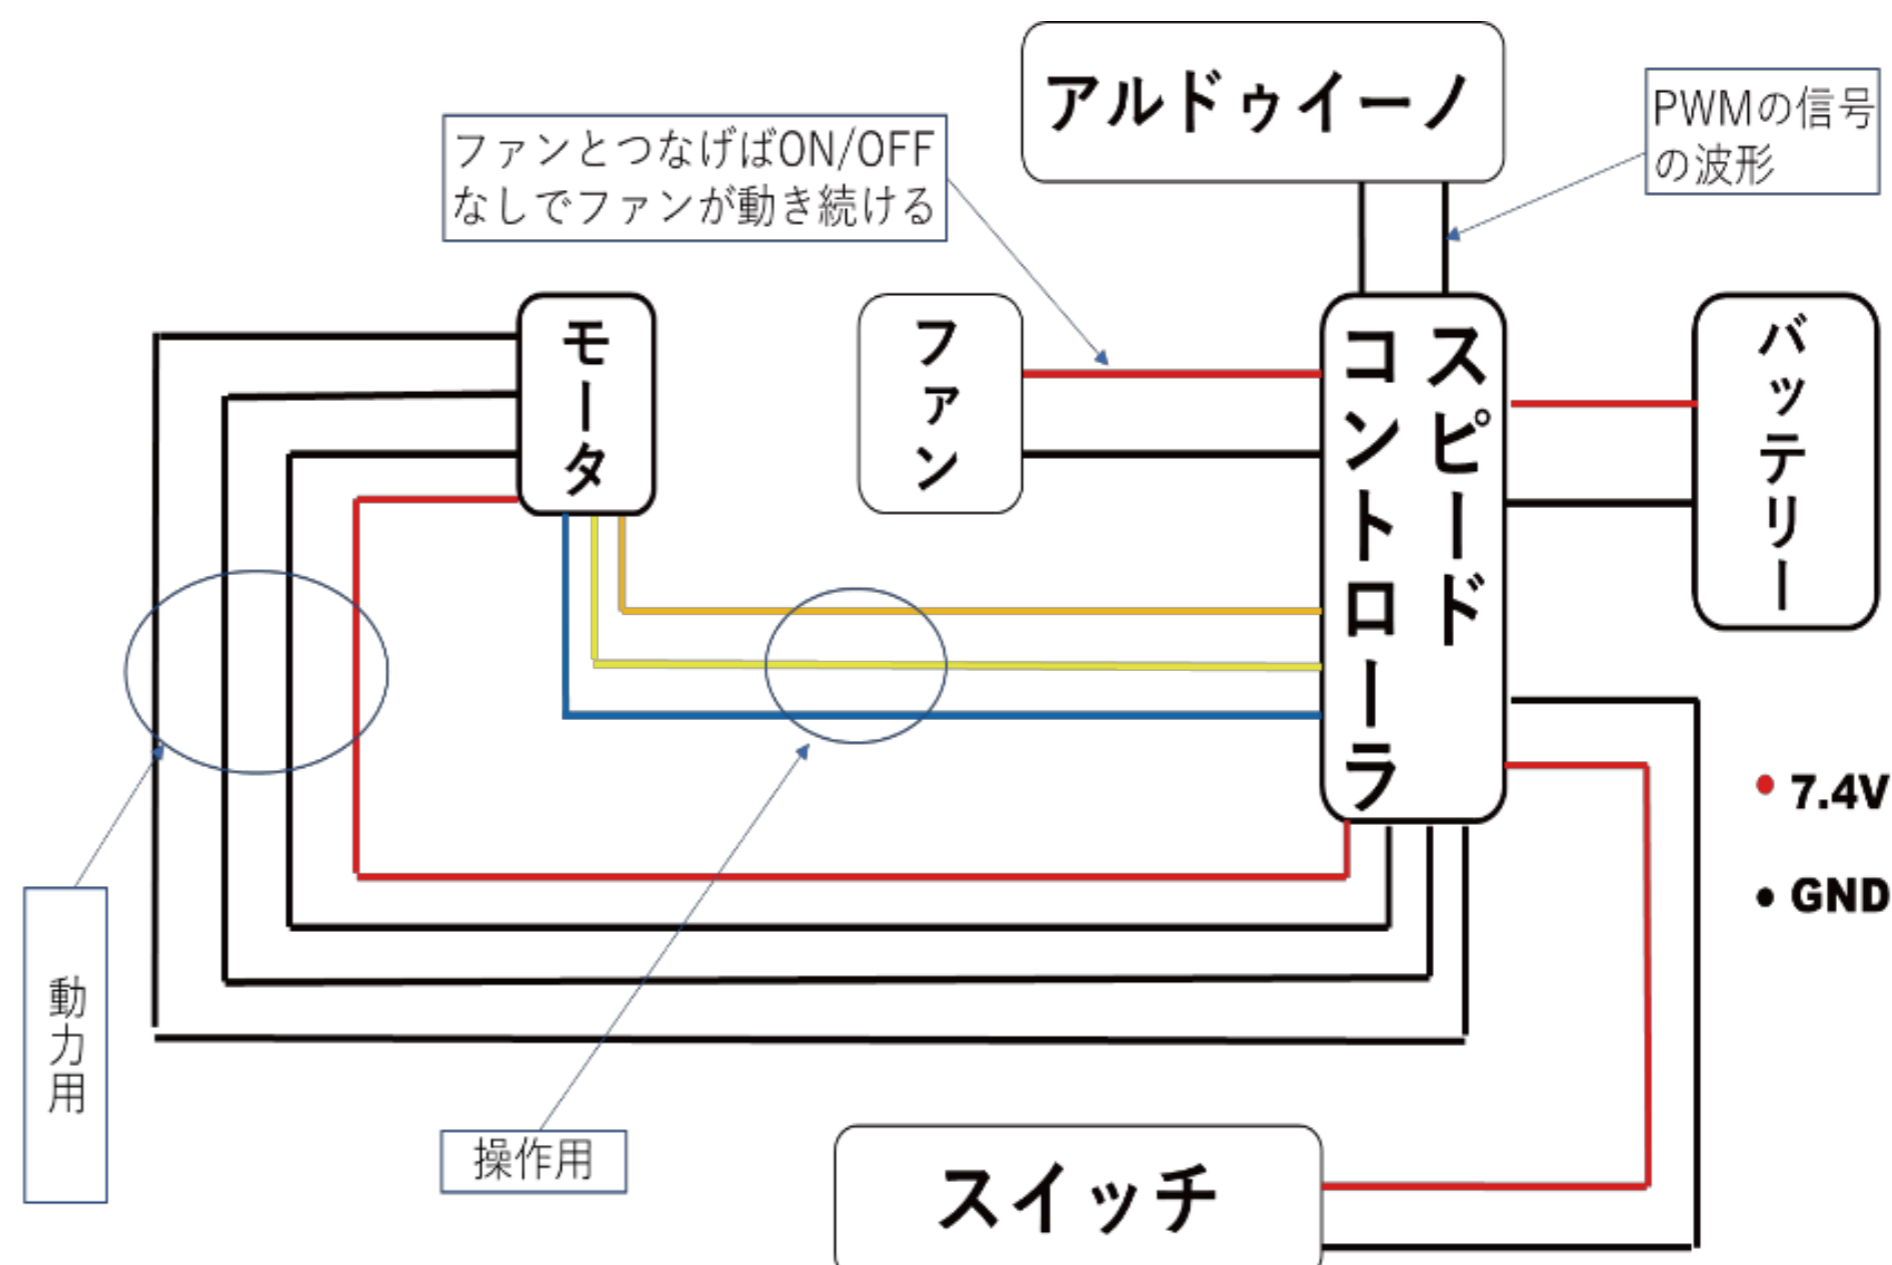 アルドゥイーノ
PWMの信号
の波形
ファンとつなげばON/OFF
なしでファンが動き続ける
モータ
ファン
スピード
コントローラ
バッテリー
7.4V
GND
動力用
操作用
スイッチ